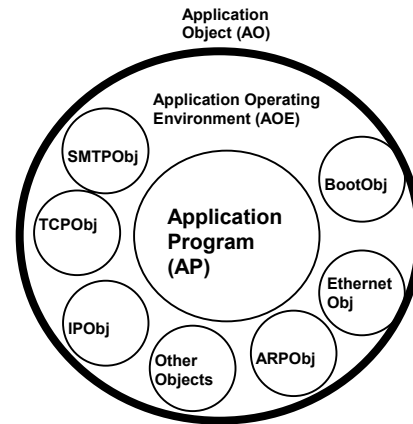 Application
Object (AO)
Application Operating
Environment (AOE)
SMTPObj
BootObj
TCPObj
Application
Program
(AP)
Ethernet
Obj
IPObj
Other
Objects
ARPObj